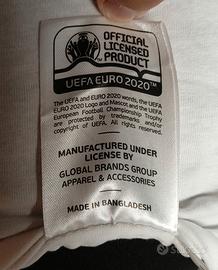 OFFICIAL
LICENSED
PRODUCT
UEFA EURO 2020™
The UEFA and EURO 2020 words, the UEFA
EURO 2020 Logo and Mascot and the UEFA
European Football Championship Trophy
are protected by trademarks and/or
copyright of UEFA. All rights reserved.
MANUFACTURED UNDER
LICENSE BY
GLOBAL BRANDS GROUP
APPAREL & ACCESSORIES
MADE IN BANGLADESH
subito